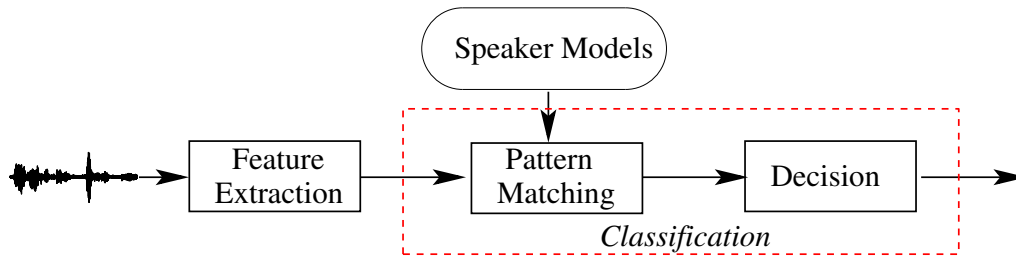 Speaker Models
Feature
Extraction
Pattern
Matching
Decision
Classification